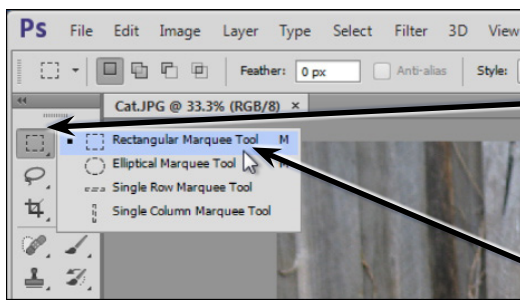 Ps File Edit Image Layer Type Select Filter 3D View
Feather: 0 px Anti-alias Style:
Cat.JPG @ 33.3% (RGB/8) ×
Rectangular Marquee Tool M
Elliptical Marquee Tool M
Single Row Marquee Tool
Single Column Marquee Tool